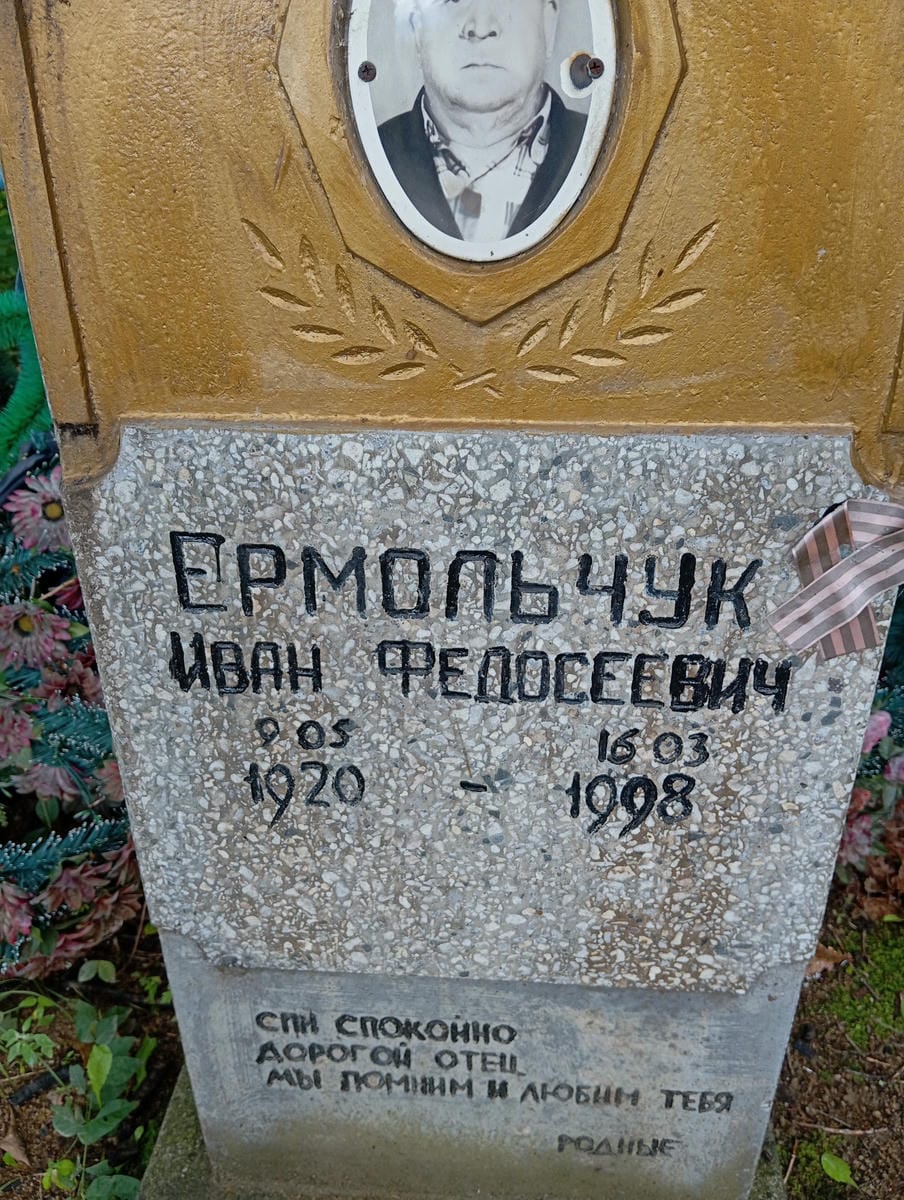 ЕРМОЛЬЧУК
ИВАН ФЕДОСЕЕВИЧ
9 05 16 03
1920 - 1998
СПИ СПОКОЙНО
ДОРОГОЙ ОТЕЦ
МЫ ПОМНИМ И ЛЮБИМ ТЕБЯ
РОДНЫЕ